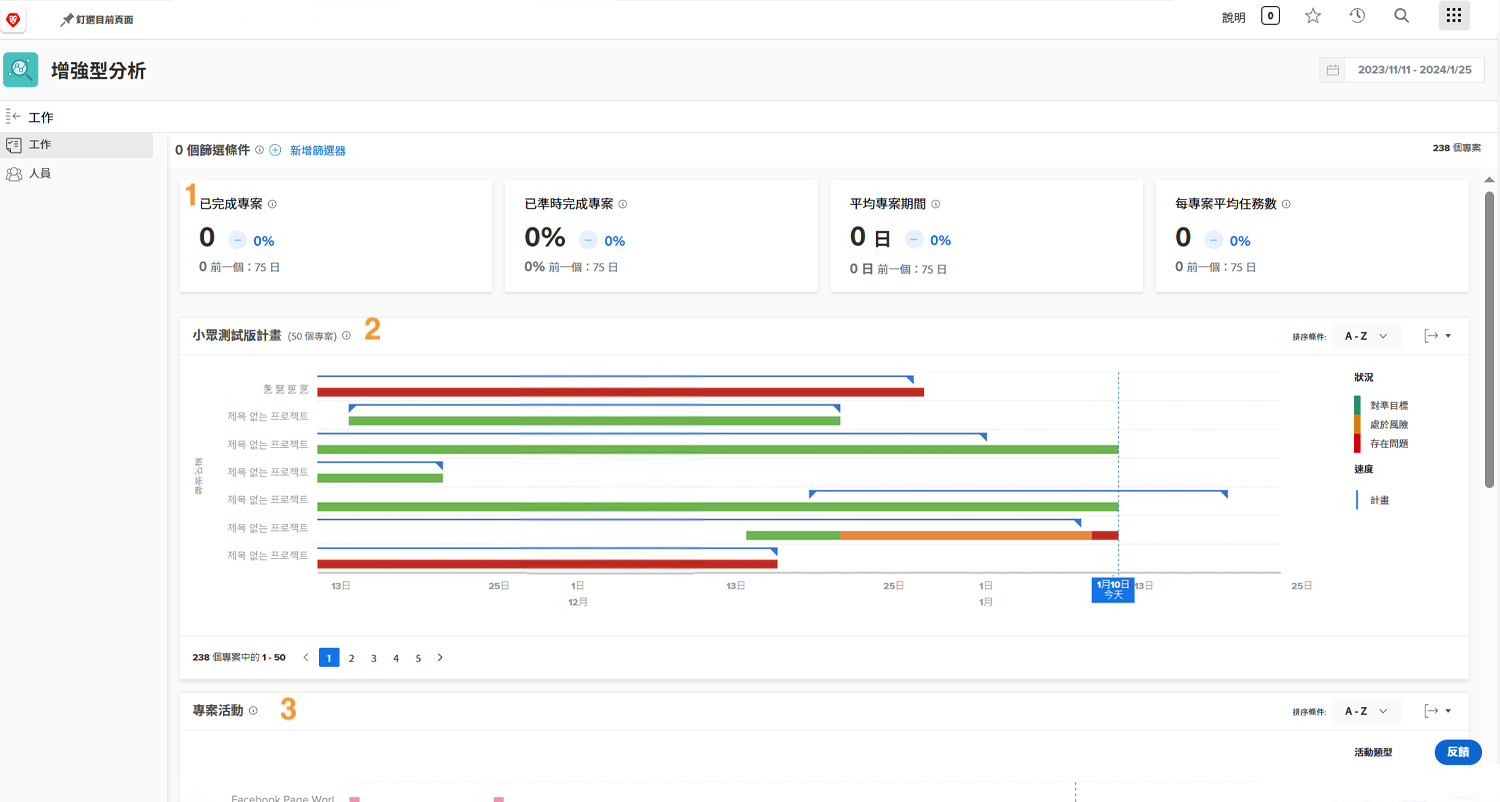 釘選目前頁面
說明 0
增強型分析
2023/11/11 - 2024/1/25
工作
工作
人員
0 個篩選條件 新增篩選器
238 個專案
1
已完成專案
0 0%
0 前一個：75 日
已準時完成專案
0% 0%
0% 前一個：75 日
平均專案期間
0 日 0%
0 日 前一個：75 日
每專案平均任務數
0 0%
0 前一個：75 日
小眾測試版計畫 (50 個專案) 2
排序條件: A - Z
제목 없는 프로젝트
제목 없는 프로젝트
제목 없는 프로젝트
제목 없는 프로젝트
제목 없는 프로젝트
제목 없는 프로젝트
狀況
對準目標
處於風險
存在問題
速度
計畫
13日 25日 1日 13日 25日 1日 13日 25日
12月 1月
1月10日
今天
238 個專案中的 1 - 50 1 2 3 4 5
專案活動 3
排序條件: A - Z
活動類型
反饋
Facebook Page Worl